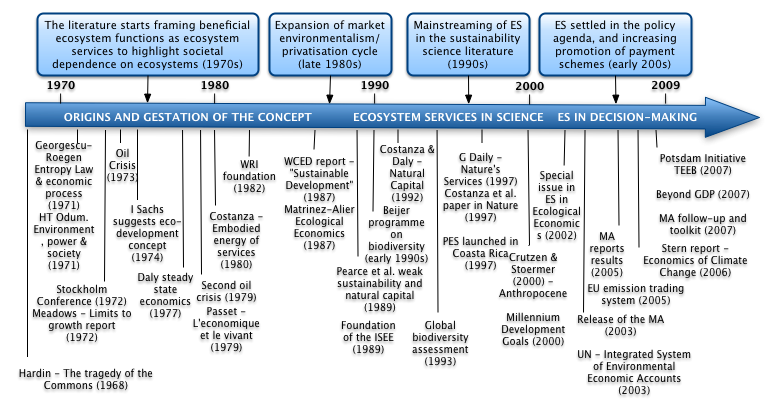 The literature starts framing beneficial
ecosystem functions as ecosystem
services to highlight societal
dependence on ecosystems (1970s)
Expansion of market
environmentalism/
privatisation cycle
(late 1980s)
Mainstreaming of ES
in the sustainability
science literature
(1990s)
ES settled in the policy
agenda, and increasing
promotion of payment
schemes (early 200s)
1970
1980
1990
2000
2009
ORIGINS AND GESTATION OF THE CONCEPT
ECOSYSTEM SERVICES IN SCIENCE
ES IN DECISION-MAKING
Georgescu-
Roegen
Entropy Law
& economic
process
(1971)
HT Odum.
Environment
, power &
society
(1971)
Stockholm
Conference (1972)
Meadows - Limits to
growth report)
(1972)
Hardin - The tragedy of the
Commons (1968)
Oil
Crisis
(1973)
I Sachs
suggests eco-
development
concept
(1974)
Daly steady
state
economics
(1977)
WRI
foundation
(1982)
Costanza -
Embodied
energy of
services
(1980)
Second oil
crisis (1979)
Passet -
L'economique
et le vivant
(1979)
WCED report -
"Sustainable
Development"
(1987)
Matrinez-Alier
Ecological
Economics
(1987)
Costanza &
Daly -
Natural
Capital
(1992)
Beijer
programme
on
biodiversity
(early 1990s)
Pearce et al. weak
sustainability and
natural capital
(1989)
Foundation
of the ISEE
(1989)
Global
biodiversity
assessment
(1993)
G Daily -
Nature's
Services (1997)
Costanza et al.
paper in Nature
(1997)
PES launched in
Coasta Rica
(1997)
Crutzen &
Stoermer
(2000) -
Anthropocene
Millennium
Development
Goals (2000)
Special
issue in
ES in
Ecological
Economic
s (2002)
MA
reports
results
(2005)
EU emission trading
system (2005)
Release of the MA
(2003)
UN - Integrated System
of Environmental
Economic Accounts
(2003)
Potsdam Initiative
TEEB (2007)
Beyond GDP (2007)
MA follow-up and
toolkit (2007)
Stern report -
Economics of Climate
Change (2006)